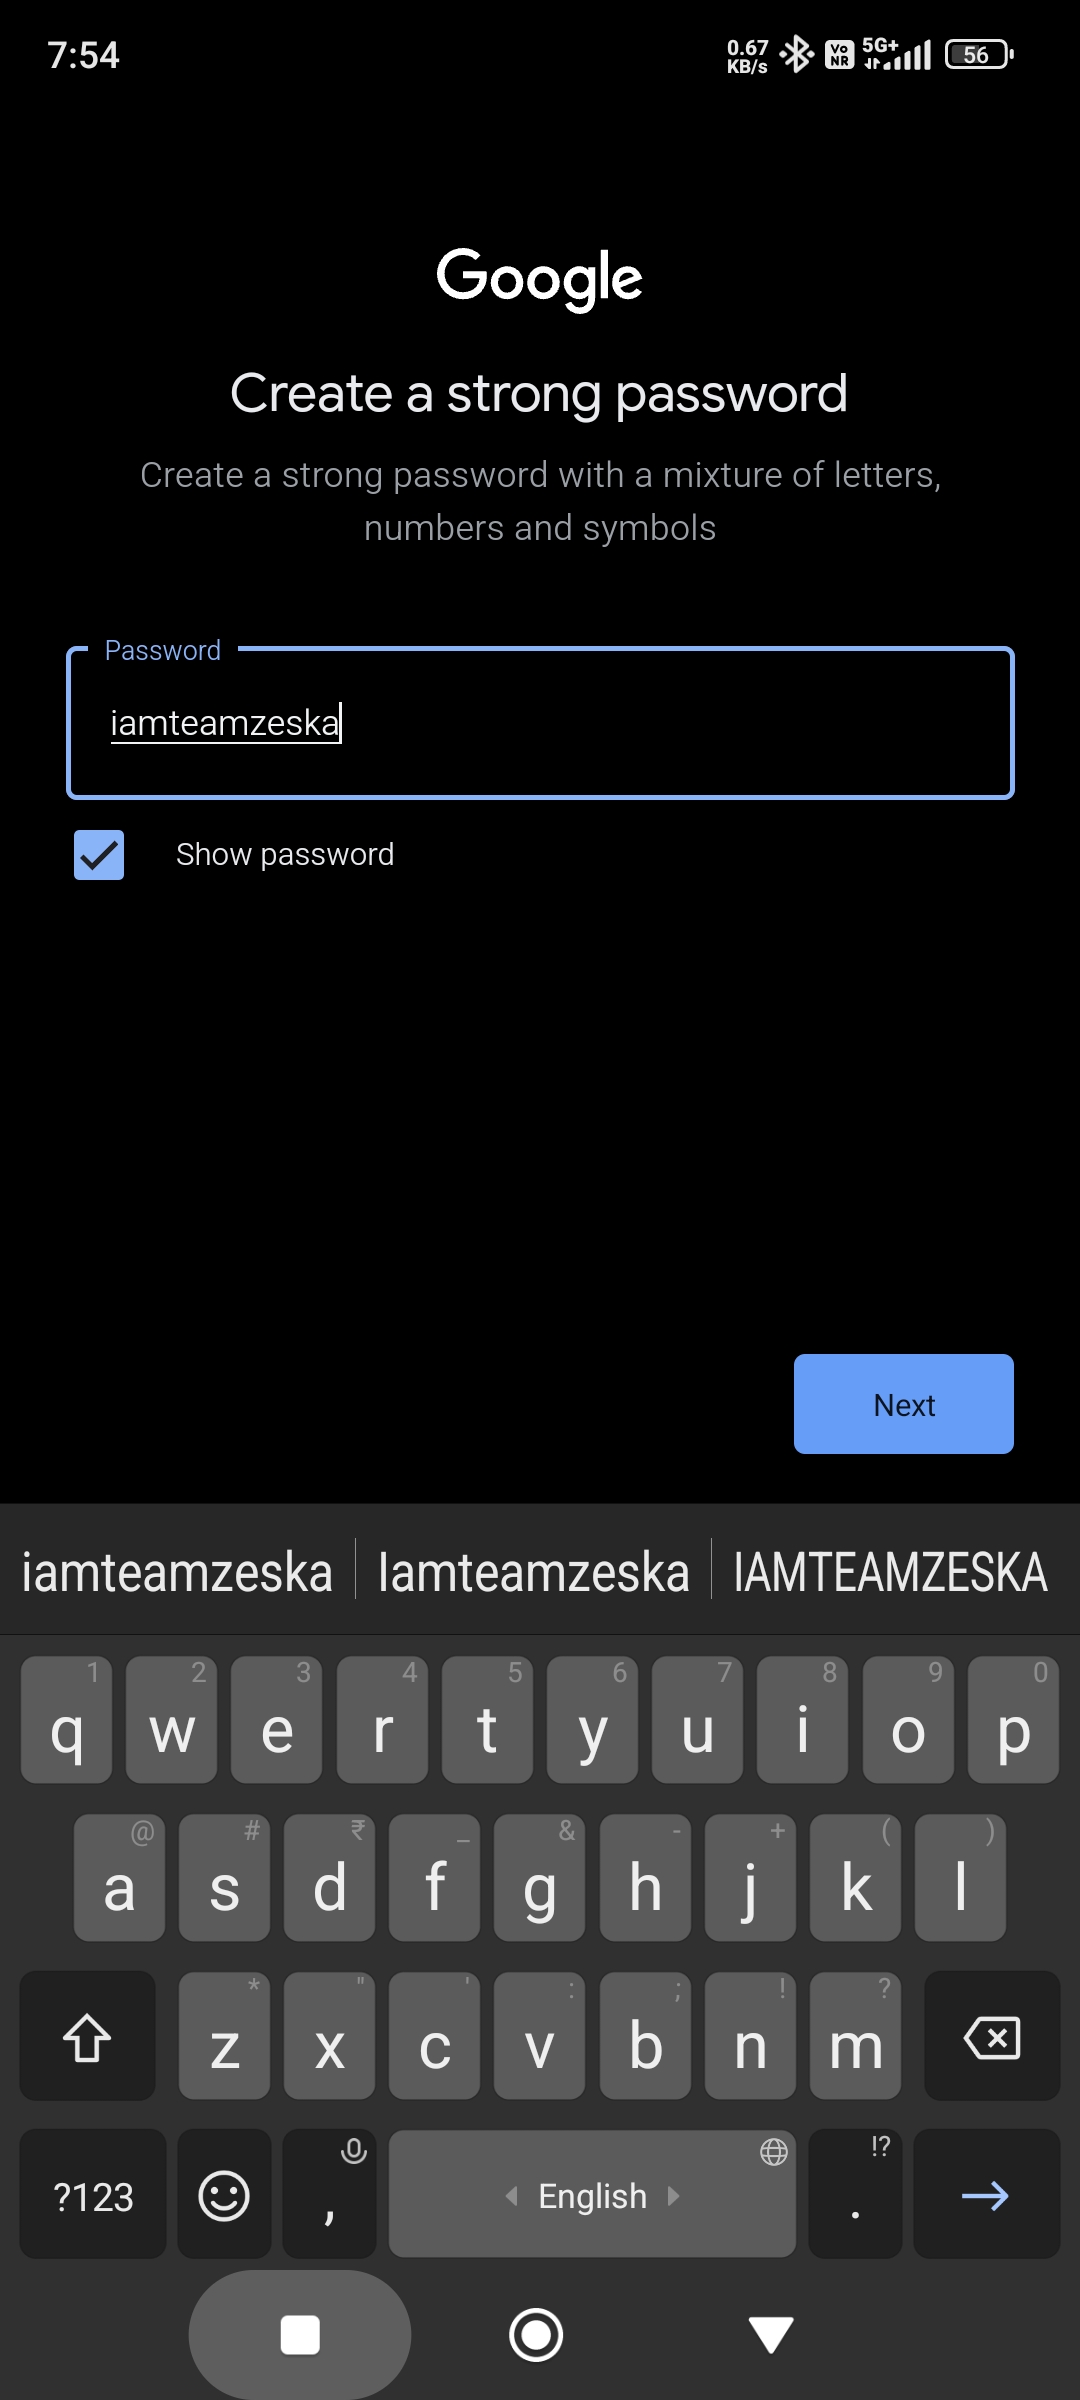 7:54
0.67
KB/s
Vo
NR
5G+
56
Google
Create a strong password
Create a strong password with a mixture of letters,
numbers and symbols
Password
iamteamzeska
Show password
Next
iamteamzeska Iamteamzeska IAMTEAMZESKA
1 2 3 4 5 6 7 8 9 0
q w e r t y u i o p
@ # ₹ _ & - + ( )
a s d f g h j k l
* " ' : ; ! ?
z x c v b n m
!?
?123 , English .